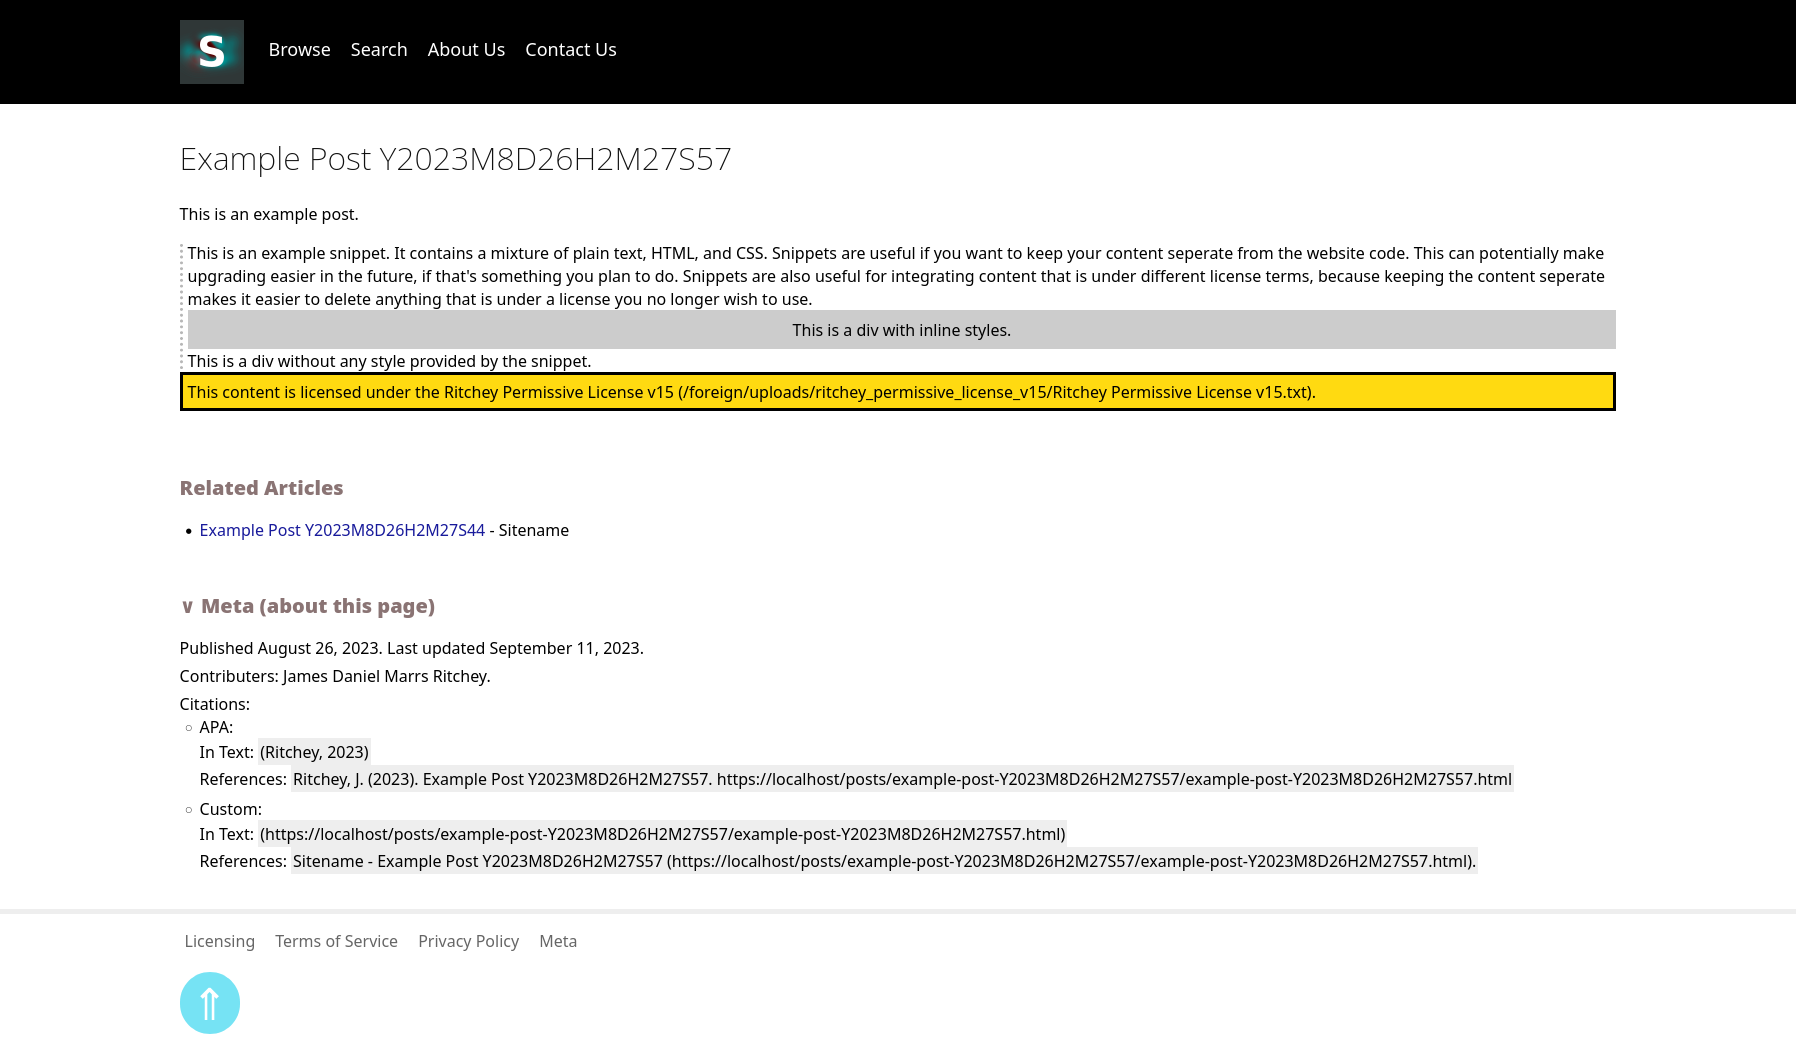 S
Browse Search About Us Contact Us
Example Post Y2023M8D26H2M27S57
This is an example post.
This is an example snippet. It contains a mixture of plain text, HTML, and CSS. Snippets are useful if you want to keep your content seperate from the website code. This can potentially make
upgrading easier in the future, if that's something you plan to do. Snippets are also useful for integrating content that is under different license terms, because keeping the content seperate
makes it easier to delete anything that is under a license you no longer wish to use.
This is a div with inline styles.
This is a div without any style provided by the snippet.
This content is licensed under the Ritchey Permissive License v15 (/foreign/uploads/ritchey_permissive_license_v15/Ritchey Permissive License v15.txt).
Related Articles
• Example Post Y2023M8D26H2M27S44 - Sitename
∨ Meta (about this page)
Published August 26, 2023. Last updated September 11, 2023.
Contributers: James Daniel Marrs Ritchey.
Citations:
○ APA:
In Text: (Ritchey, 2023)
References: Ritchey, J. (2023). Example Post Y2023M8D26H2M27S57. https://localhost/posts/example-post-Y2023M8D26H2M27S57/example-post-Y2023M8D26H2M27S57.html
○ Custom:
In Text: (https://localhost/posts/example-post-Y2023M8D26H2M27S57/example-post-Y2023M8D26H2M27S57.html)
References: Sitename - Example Post Y2023M8D26H2M27S57 (https://localhost/posts/example-post-Y2023M8D26H2M27S57/example-post-Y2023M8D26H2M27S57.html).
Licensing Terms of Service Privacy Policy Meta
⇑